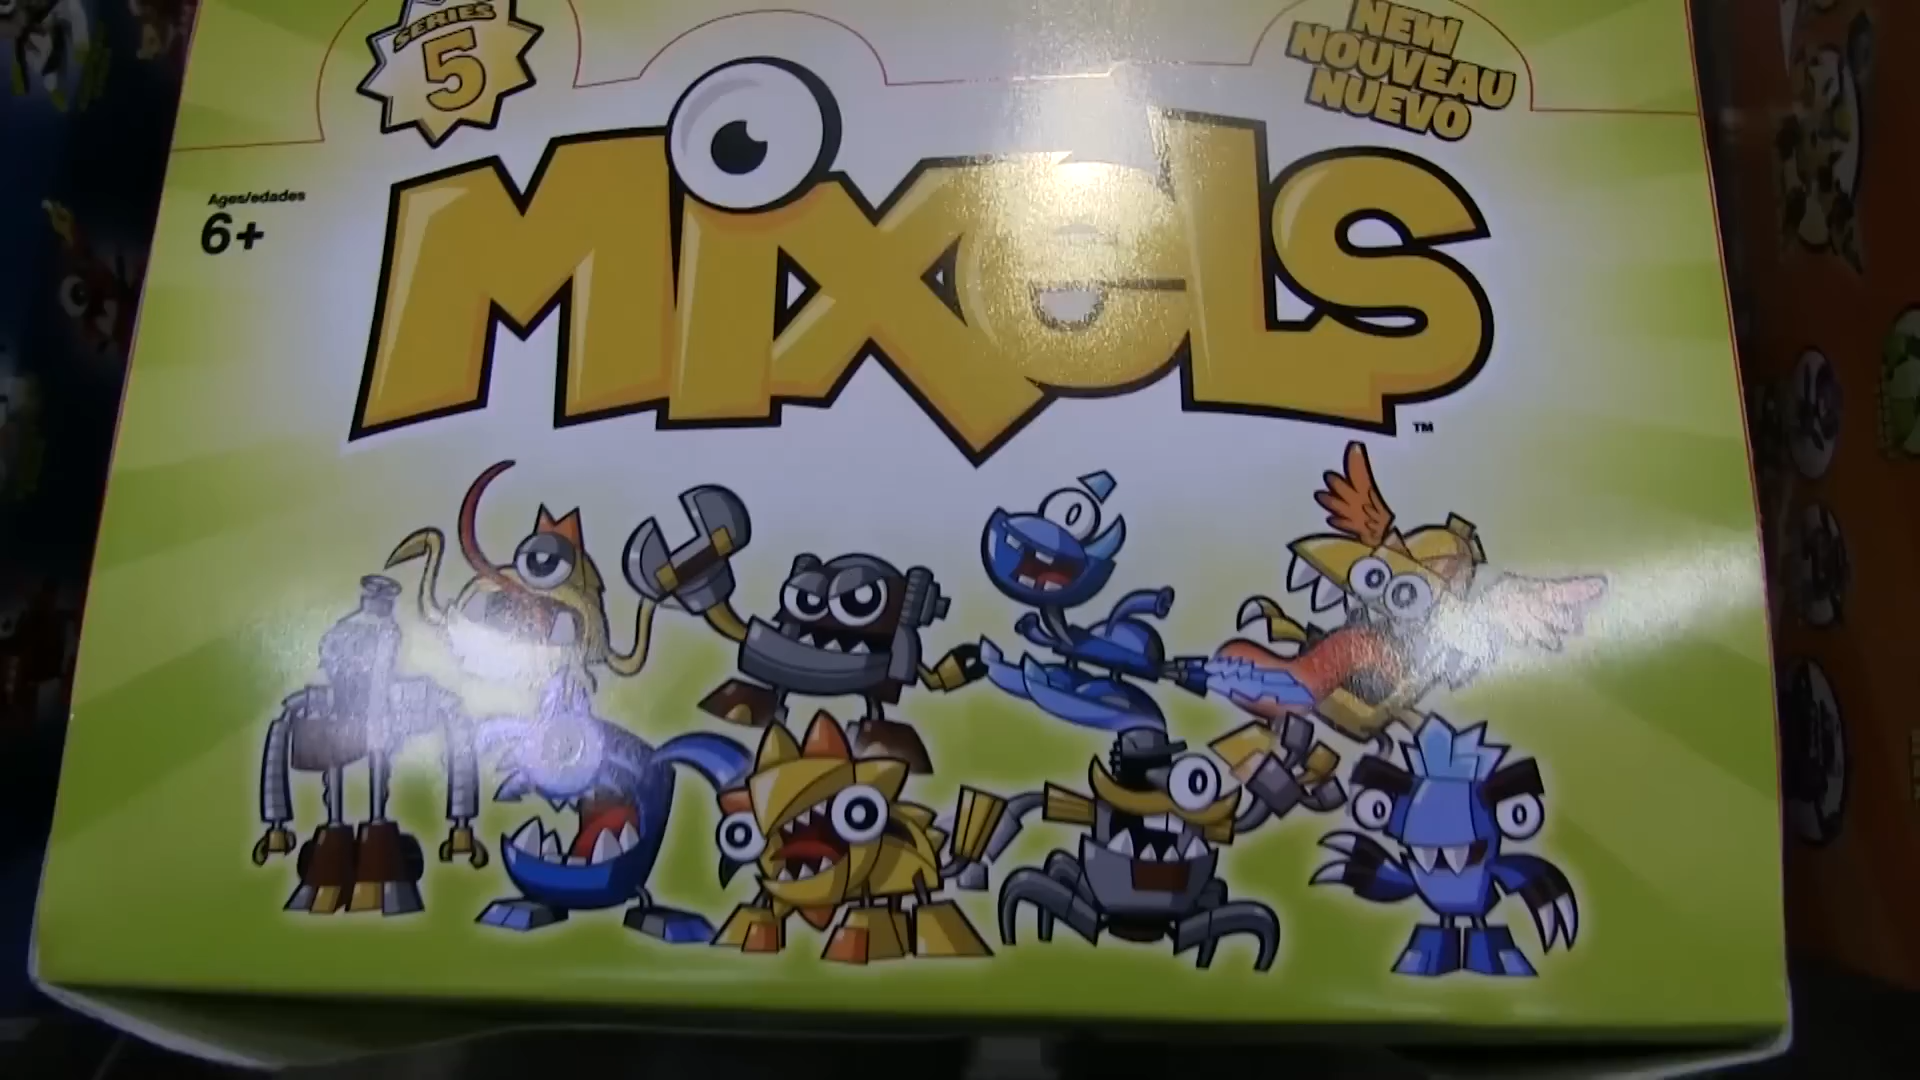 SERIES
5
NEW
NOUVEAU
NUEVO
MIXELS
TM
Ages/edades
6+